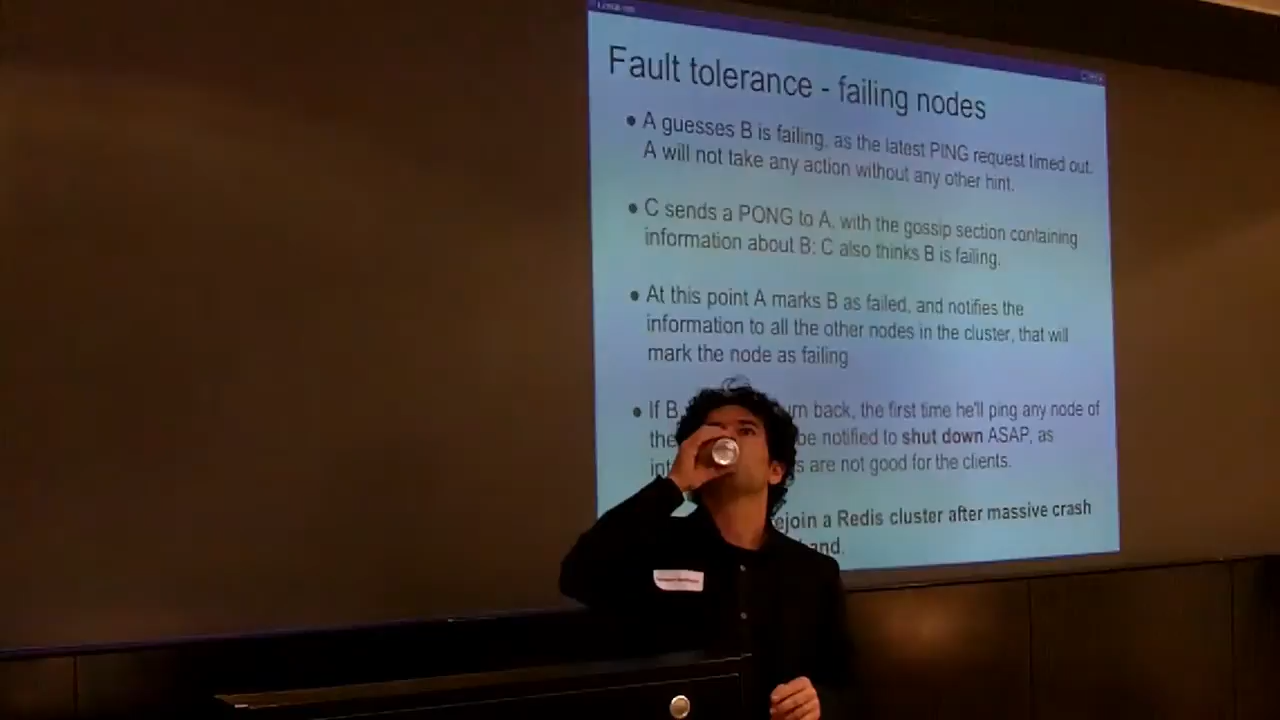 Fault tolerance - failing nodes
● A guesses B is failing, as the latest PING request timed out.
A will not take any action without any other hint.
● C sends a PONG to A, with the gossip section containing
information about B: C also thinks B is failing.
● At this point A marks B as failed, and notifies the
information to all the other nodes in the cluster, that will
mark the node as failing
● If B back, the first time he'll ping any node of
the be notified to shut down ASAP, as
are not good for the clients.
a Redis cluster after massive crash